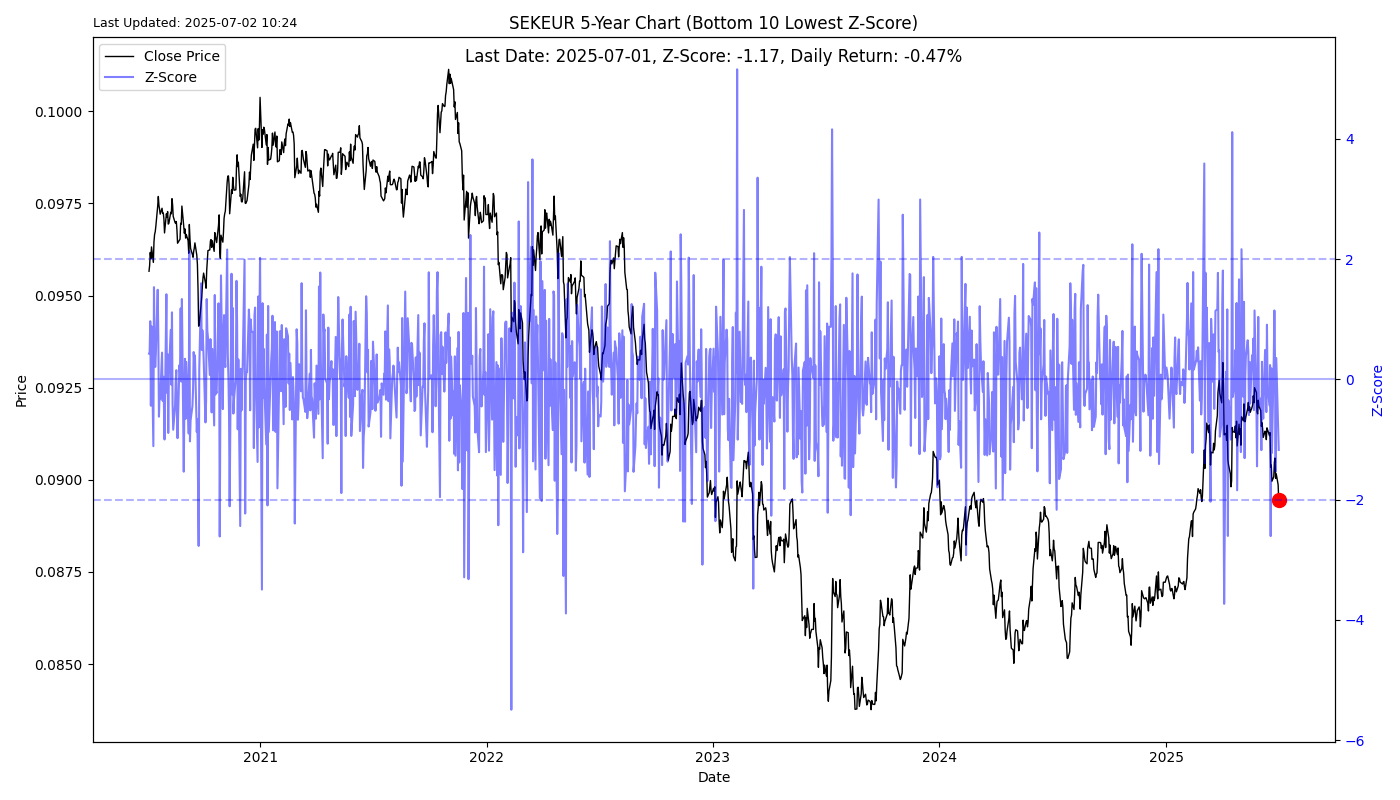 Last Updated: 2025-07-02 10:24
SEKEUR 5-Year Chart (Bottom 10 Lowest Z-Score)
Last Date: 2025-07-01, Z-Score: -1.17, Daily Return: -0.47%
Close Price
Z-Score
0.1000
0.0975
0.0950
0.0925
0.0900
0.0875
0.0850
Price
4
2
0
−2
−4
−6
Z-Score
2021
2022
2023
2024
2025
Date